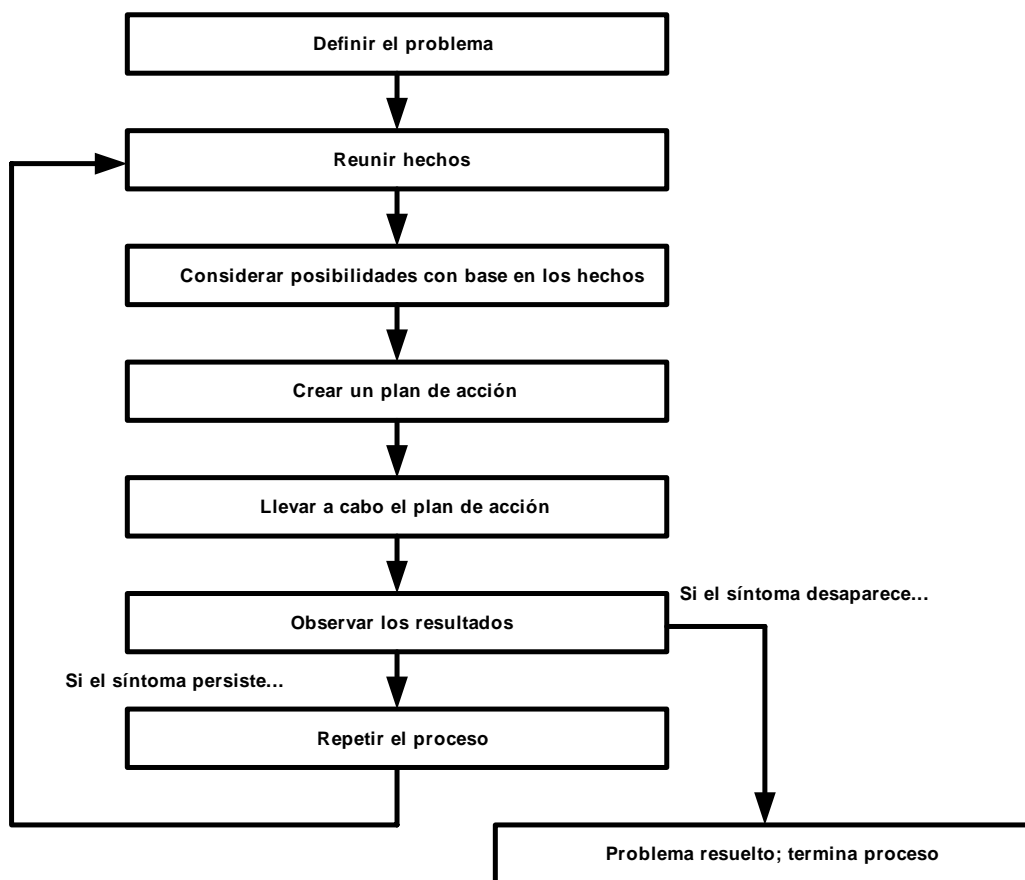 Definir el problema
Reunir hechos
Considerar posibilidades con base en los hechos
Crear un plan de acción
Llevar a cabo el plan de acción
Si el síntoma desaparece...
Observar los resultados
Si el síntoma persiste...
Repetir el proceso
Problema resuelto; termina proceso